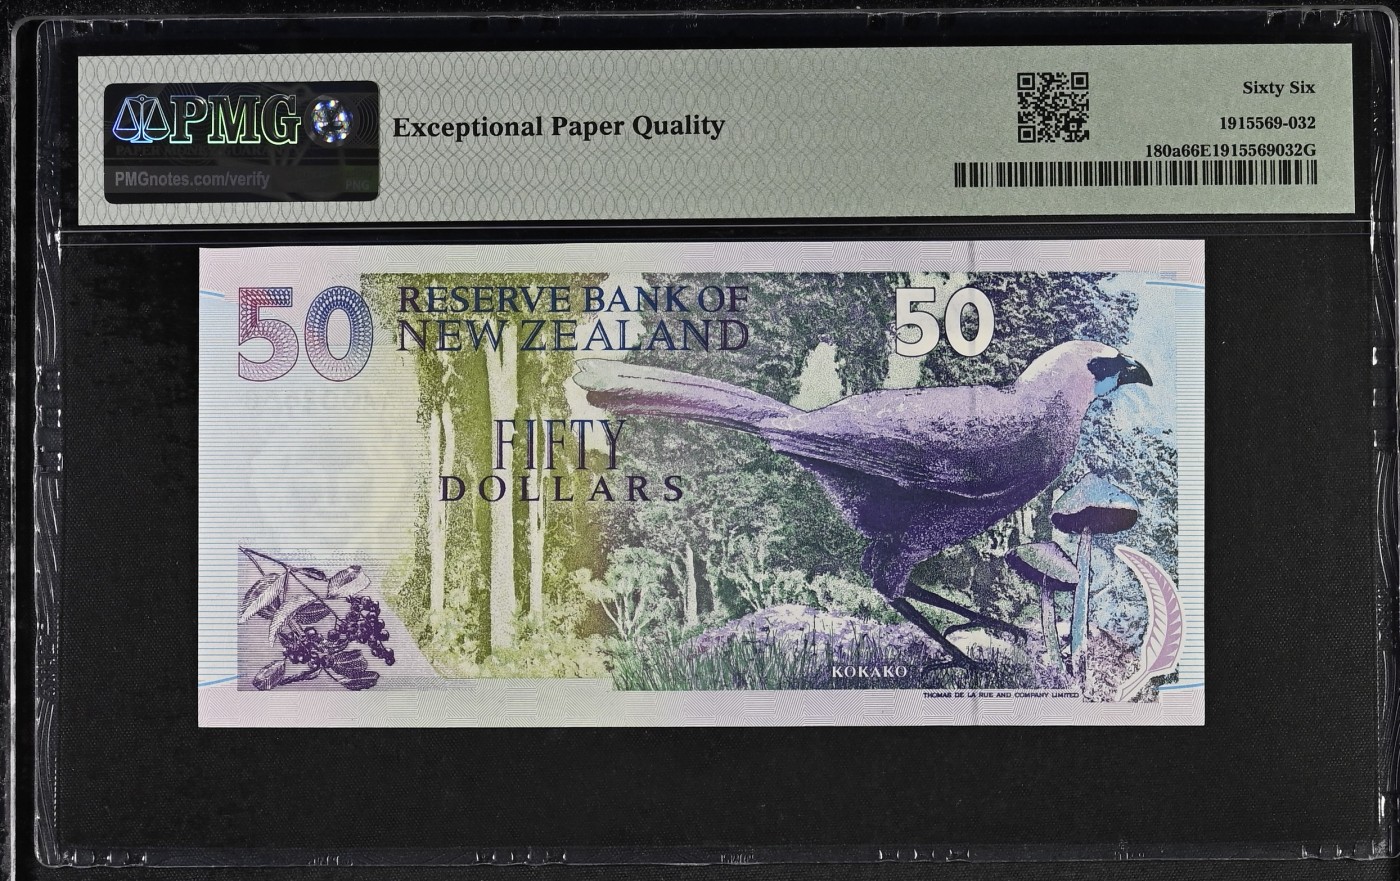 PMG
PMGnotes.com/verify
PMG
Exceptional Paper Quality
Sixty Six
1915569-032
180a66E1915569032G
50
RESERVE BANK OF
NEW ZEALAND
50
FIFTY
DOLLARS
KOKAKO
THOMAS DE LA RUE AND COMPANY LIMITED